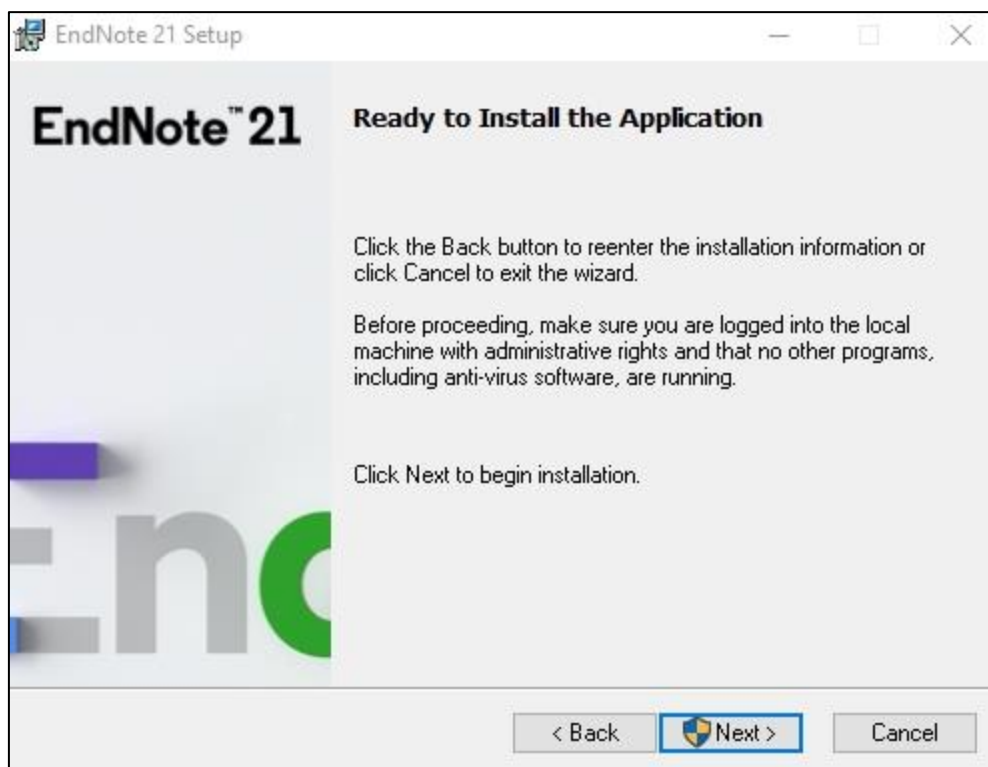 EndNote 21 Setup
EndNote™21
Ready to Install the Application
Click the Back button to reenter the installation information or
click Cancel to exit the wizard.
Before proceeding, make sure you are logged into the local
machine with administrative rights and that no other programs,
including anti-virus software, are running.
Click Next to begin installation.
En
< Back
Next >
Cancel